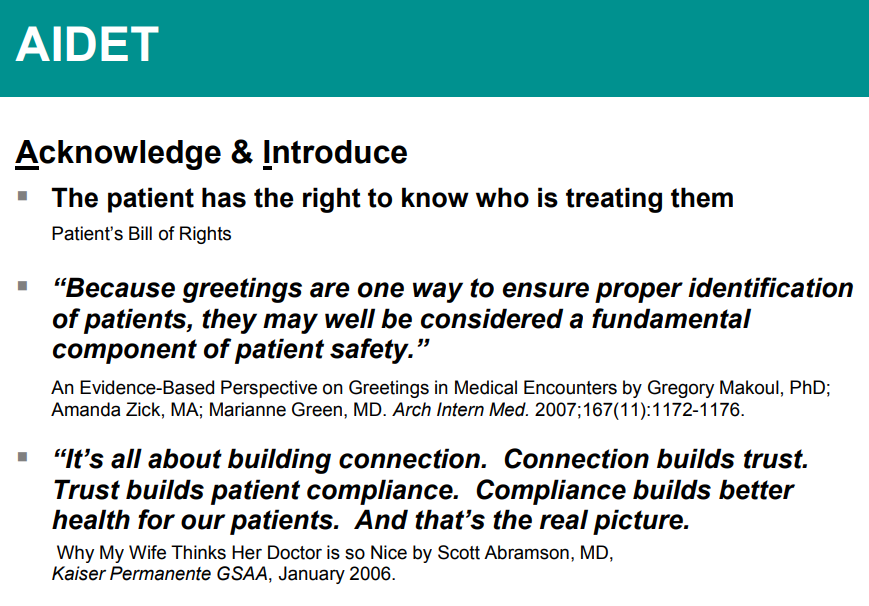 AIDET
Acknowledge & Introduce
The patient has the right to know who is treating them
Patient’s Bill of Rights
“Because greetings are one way to ensure proper identification
of patients, they may well be considered a fundamental
component of patient safety.”
An Evidence-Based Perspective on Greetings in Medical Encounters by Gregory Makoul, PhD;
Amanda Zick, MA; Marianne Green, MD. Arch Intern Med. 2007;167(11):1172-1176.
“It’s all about building connection.  Connection builds trust.
Trust builds patient compliance.  Compliance builds better
health for our patients.  And that’s the real picture.
Why My Wife Thinks Her Doctor is so Nice by Scott Abramson, MD,
Kaiser Permanente GSAA, January 2006.